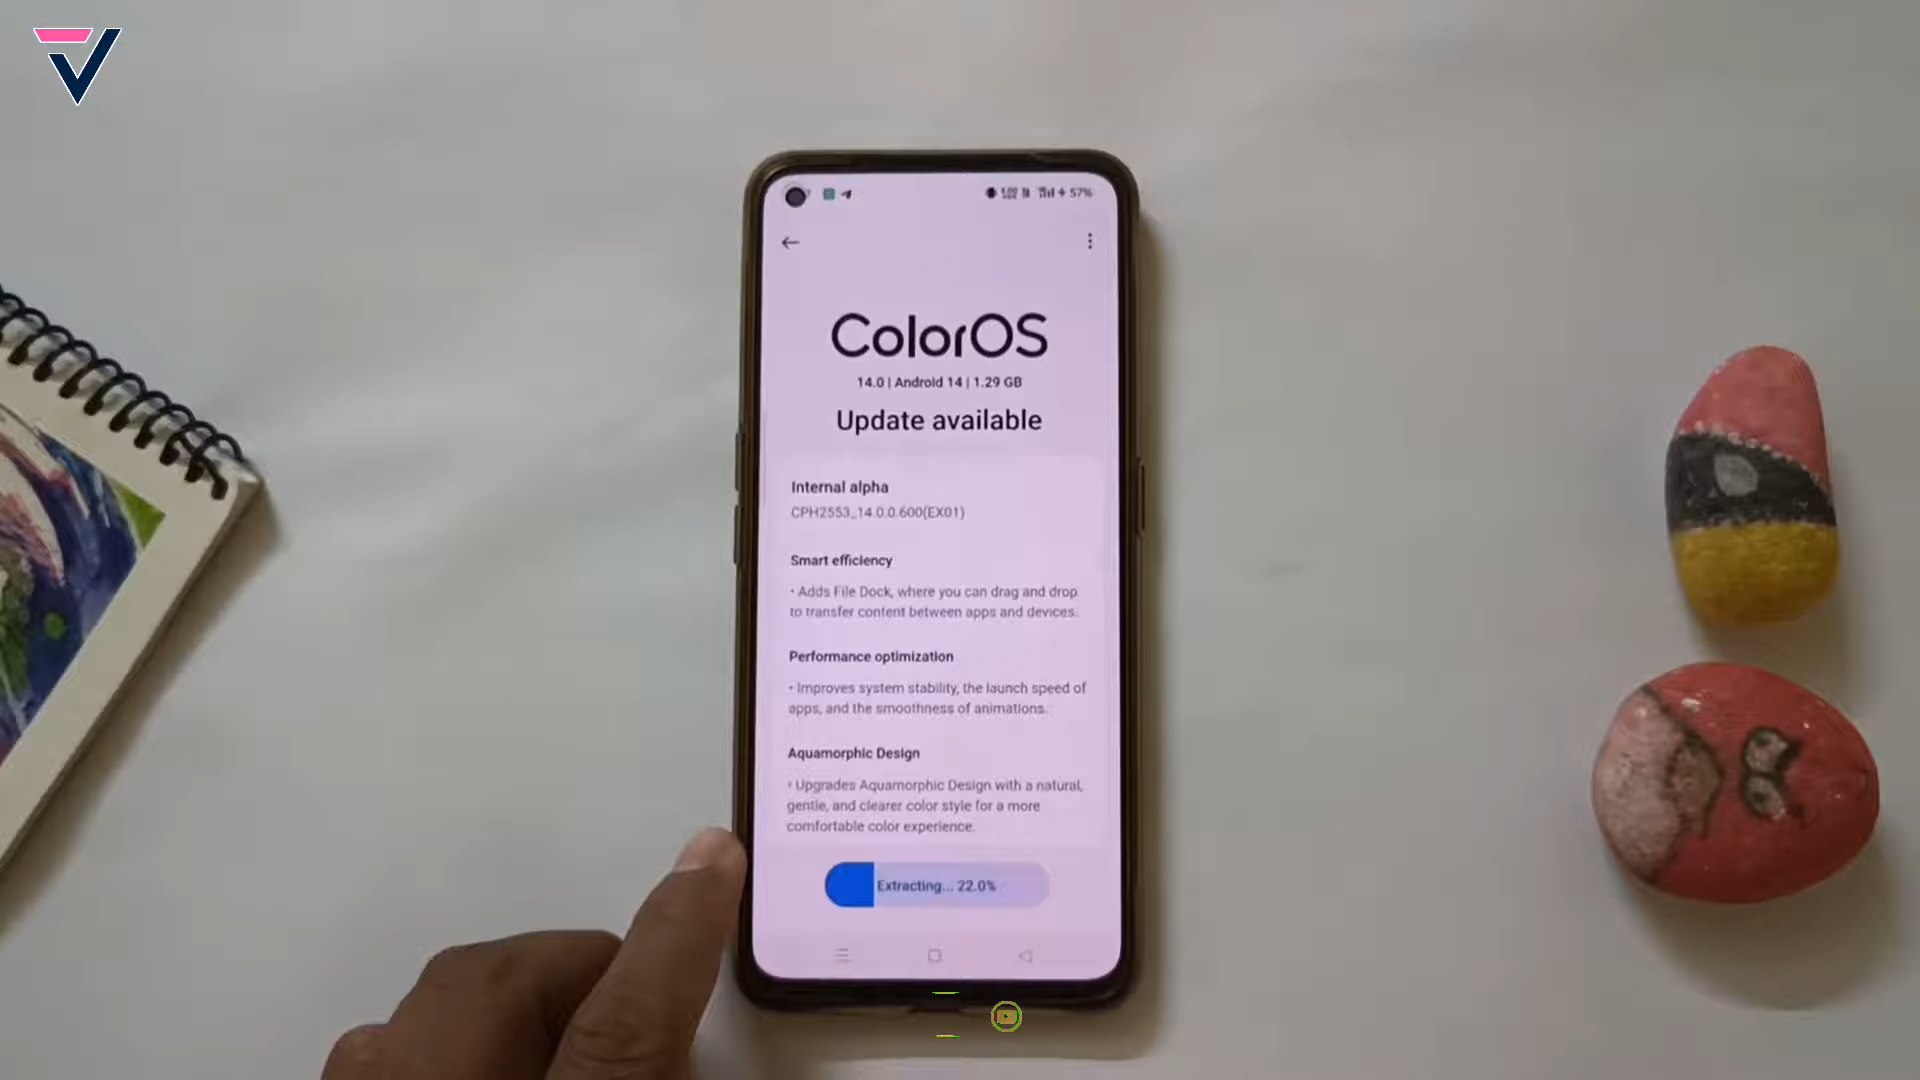 57%
ColorOS
14.0 | Android 14 | 1.29 GB
Update available
Internal alpha
CPH2553_14.0.0.600(EX01)
Smart efficiency
· Adds File Dock, where you can drag and drop
to transfer content between apps and devices.
Performance optimization
· Improves system stability, the launch speed of
apps, and the smoothness of animations.
Aquamorphic Design
· Upgrades Aquamorphic Design with a natural,
gentle, and clearer color style for a more
comfortable color experience.
Extracting... 22.0%